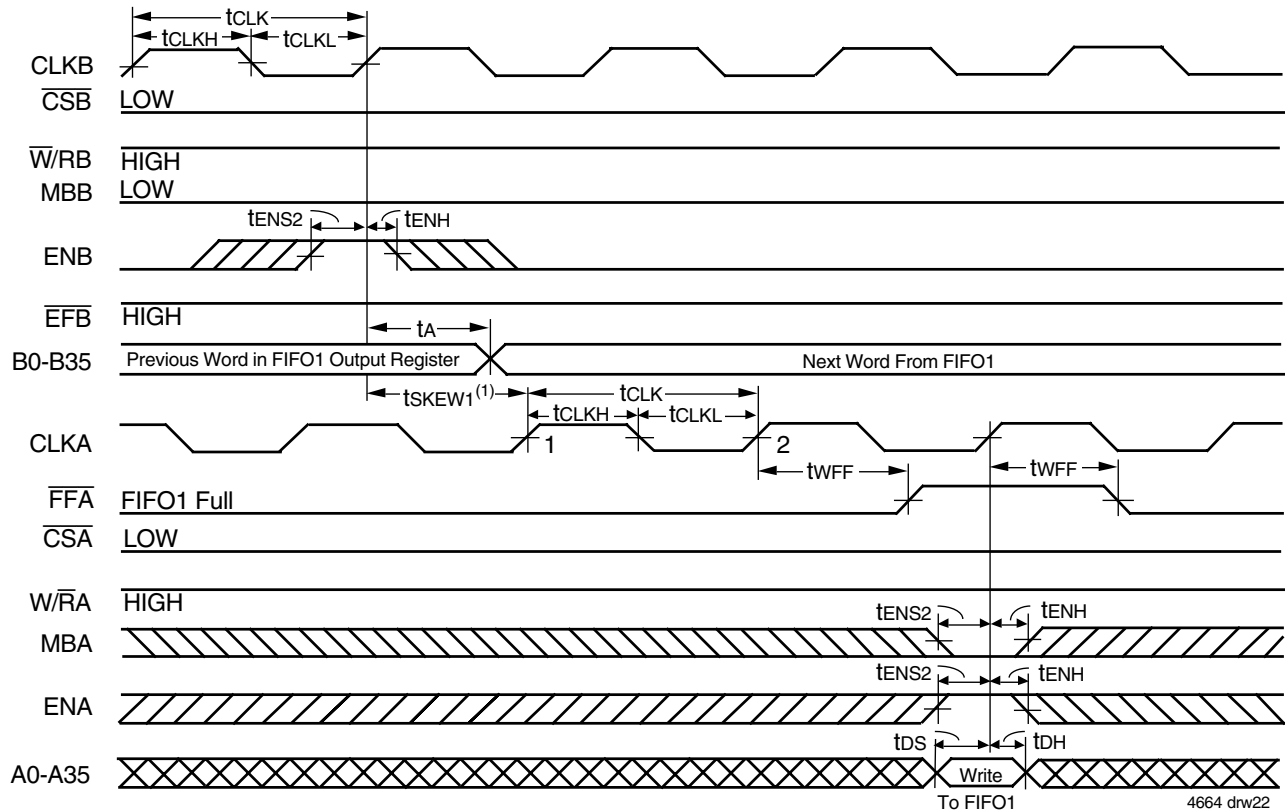 tCLK
tCLKH tCLKL
CLKB
CSB LOW
W/RB HIGH
MBB LOW
tENS2 tENH
ENB
EFB HIGH
tA
B0-B35 Previous Word in FIFO1 Output Register Next Word From FIFO1
tSKEW1(1) tCLK
tCLKH tCLKL
CLKA 1 2
tWFF tWFF
FFA FIFO1 Full
CSA LOW
W/RA HIGH
tENS2 tENH
MBA
tENS2 tENH
ENA
tDS tDH
A0-A35 Write
To FIFO1 4664 drw22